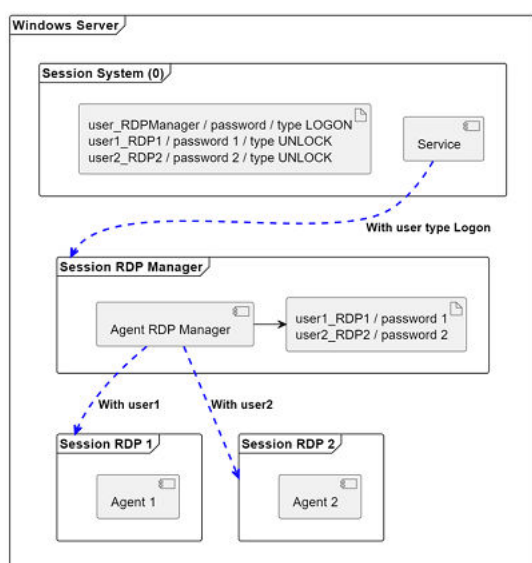 Windows Server
Session System (0)
user_RDPManager / password / type LOGON
user1_RDP1 / password 1 / type UNLOCK
user2_RDP2 / password 2 / type UNLOCK
Service
With user type Logon
Session RDP Manager
Agent RDP Manager
user1_RDP1 / password 1
user2_RDP2 / password 2
With user1
With user2
Session RDP 1
Session RDP 2
Agent 1
Agent 2